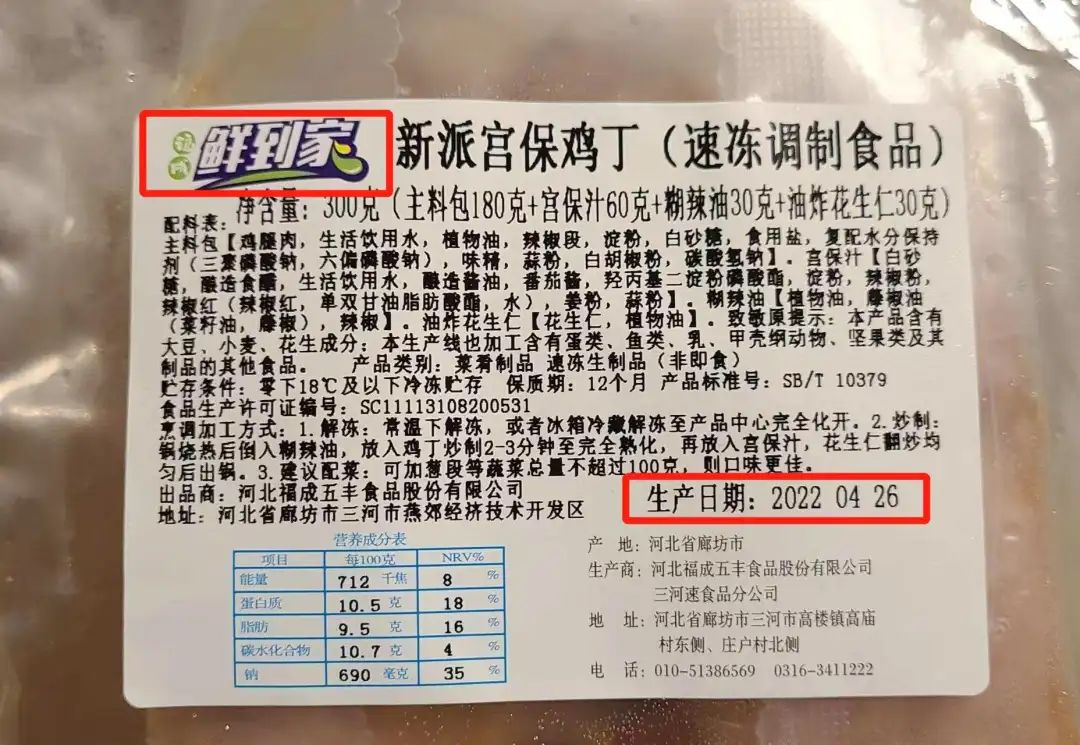 鲜到家
新派宫保鸡丁（速冻调制食品）
净含量：300克（主料包180克+宫保汁60克+糊辣油30克+油炸花生仁30克）
配料表：
主料包【鸡腿肉，生活饮用水，植物油，辣椒段，淀粉，白砂糖，食用盐，复配水分保持
剂（三聚磷酸钠，六偏磷酸钠），味精，蒜粉，白胡椒粉，碳酸氢钠】。宫保汁【白砂
糖，酿造食醋，生活饮用水，酿造酱油，番茄酱，羟丙基二淀粉磷酸酯，淀粉，辣椒粉，
辣椒红（辣椒红，单双甘油脂肪酸酯，水），姜粉，蒜粉】。糊辣油【植物油，藤椒油
（菜籽油，藤椒），辣椒】。油炸花生仁【花生仁，植物油】。致敏原提示：本产品含有
大豆、小麦、花生成分；本生产线也加工含有蛋类、鱼类、乳、甲壳纲动物、坚果类及其
制品的其他食品。 产品类别：菜肴制品 速冻生制品（非即食）
贮存条件：零下18℃及以下冷冻贮存 保质期：12个月 产品标准号：SB/T 10379
食品生产许可证编号：SC11113108200531
烹调加工方式：1.解冻：常温下解冻，或者冰箱冷藏解冻至产品中心完全化开。2.炒制：
锅烧热后倒入糊辣油，放入鸡丁炒制2-3分钟至完全熟化，再放入宫保汁，花生仁翻炒均
匀后出锅。3.建议配菜：可加葱段等蔬菜总量不超过100克，则口味更佳。
出品商：河北福成五丰食品股份有限公司
地址：河北省廊坊市三河市燕郊经济技术开发区
生产日期：2022 04 26
营养成分表
项目 每100克 NRV%
能量 712 千焦 8 %
蛋白质 10.5 克 18 %
脂肪 9.5 克 16 %
碳水化合物 10.7 克 4 %
钠 690 毫克 35 %
产 地：河北省廊坊市
生产商：河北福成五丰食品股份有限公司
三河速食品分公司
地 址：河北省廊坊市三河市高楼镇高庙
村东侧、庄户村北侧
电 话：010-51386569 0316-3411222